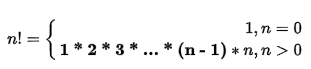 n! = { 1, n = 0
1 * 2 * 3 * ... * (n - 1) * n, n > 0